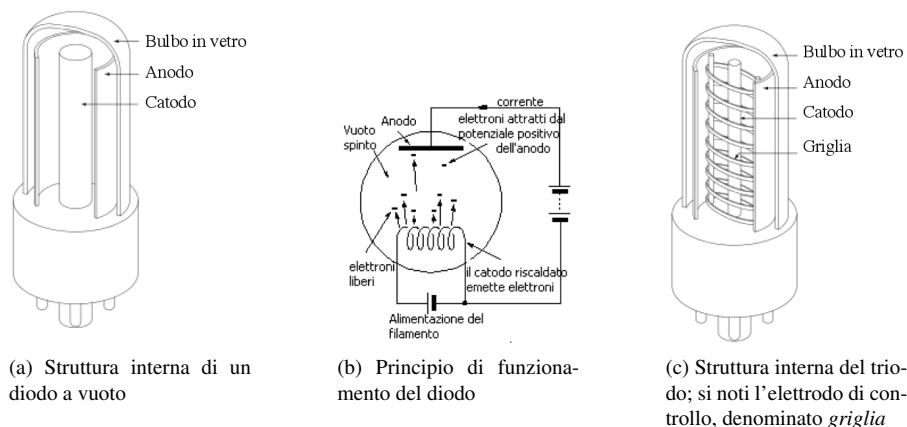 Bulbo in vetro
Anodo
Catodo
corrente
elettroni attratti dal
potenziale positivo
dell'anodo
Anodo
Vuoto
spinto
elettroni
liberi
il catodo riscaldato
emette elettroni
Alimentazione del
filamento
Bulbo in vetro
Anodo
Catodo
Griglia
(a) Struttura interna di un
diodo a vuoto
(b) Principio di funziona-
mento del diodo
(c) Struttura interna del trio-
do; si noti l'elettrodo di con-
trollo, denominato griglia